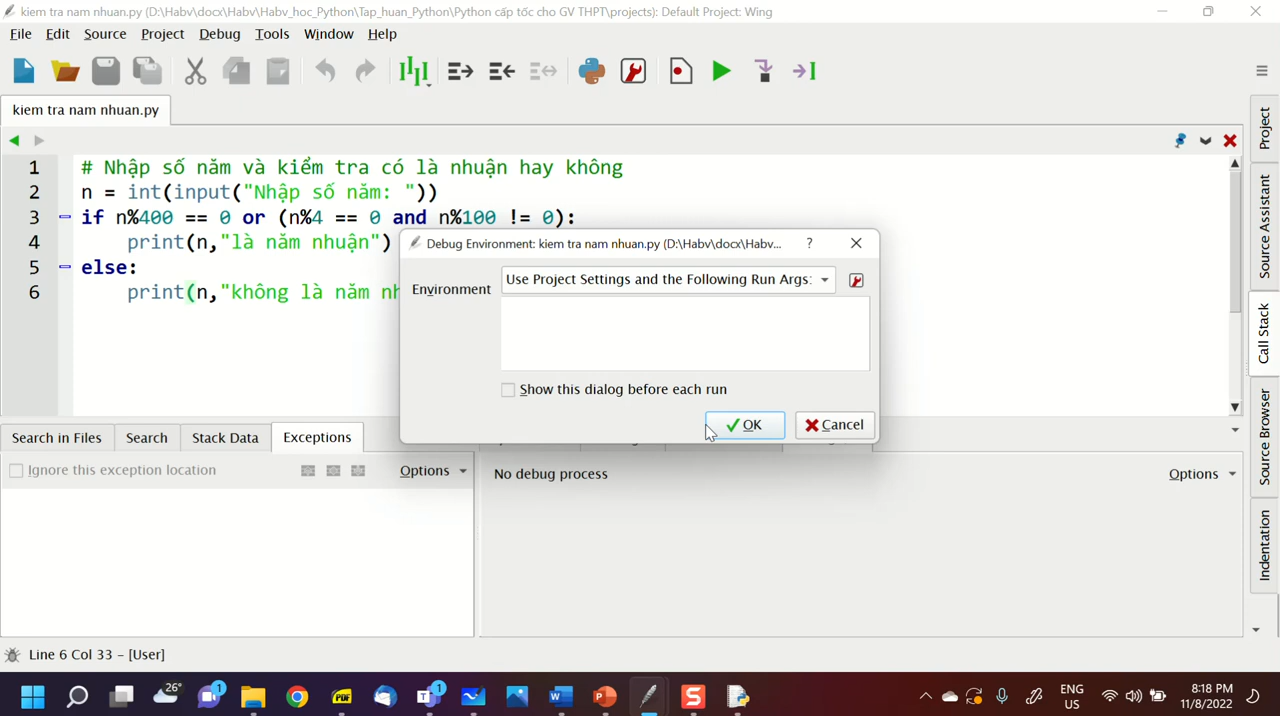 kiem tra nam nhuan.py (D:\Habv\docx\Habv\Habv_hoc_Python\Tap_huan_Python\Python cấp tốc cho GV THPT\projects): Default Project: Wing
File Edit Source Project Debug Tools Window Help
kiem tra nam nhuan.py
1 # Nhập số năm và kiểm tra có là nhuận hay không
2 n = int(input("Nhập số năm: "))
3 if n%400 == 0 or (n%4 == 0 and n%100 != 0):
4 print(n,"là năm nhuận")
5 else:
6 print(n,"không là năm nh
Debug Environment: kiem tra nam nhuan.py (D:\Habv\docx\Habv...
?
Environment
Use Project Settings and the Following Run Args:
Show this dialog before each run
OK
Cancel
Project
Source Assistant
Call Stack
Source Browser
Indentation
Search in Files Search Stack Data Exceptions
Ignore this exception location
Options
No debug process
Options
Line 6 Col 33 – [User]
26°
1
1
ENG
US
8:18 PM
11/8/2022